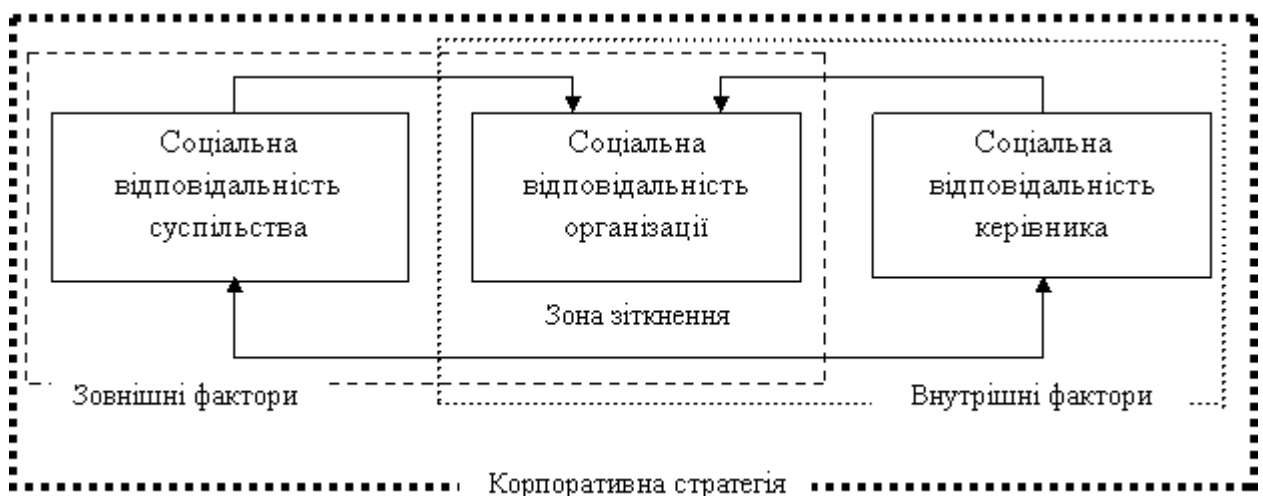 Соціальна
відповідальність
суспільства
Соціальна
відповідальність
організації
Соціальна
відповідальність
керівника
Зона зіткнення
Зовнішні фактори
Внутрішні фактори
Корпоративна стратегія